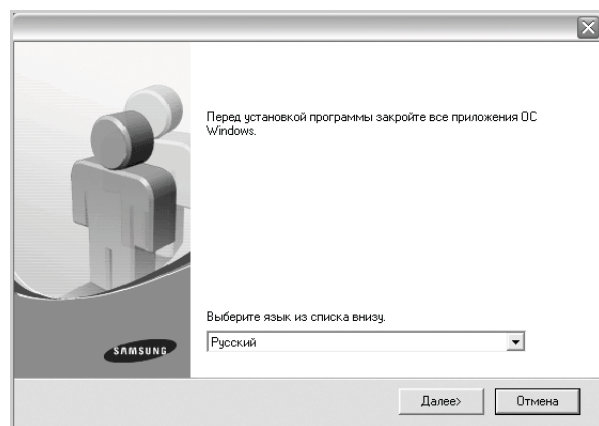 Перед установкой программы закройте все приложения ОС
Windows.
Выберите язык из списка внизу.
Русский
SAMSUNG
Далее>
Отмена